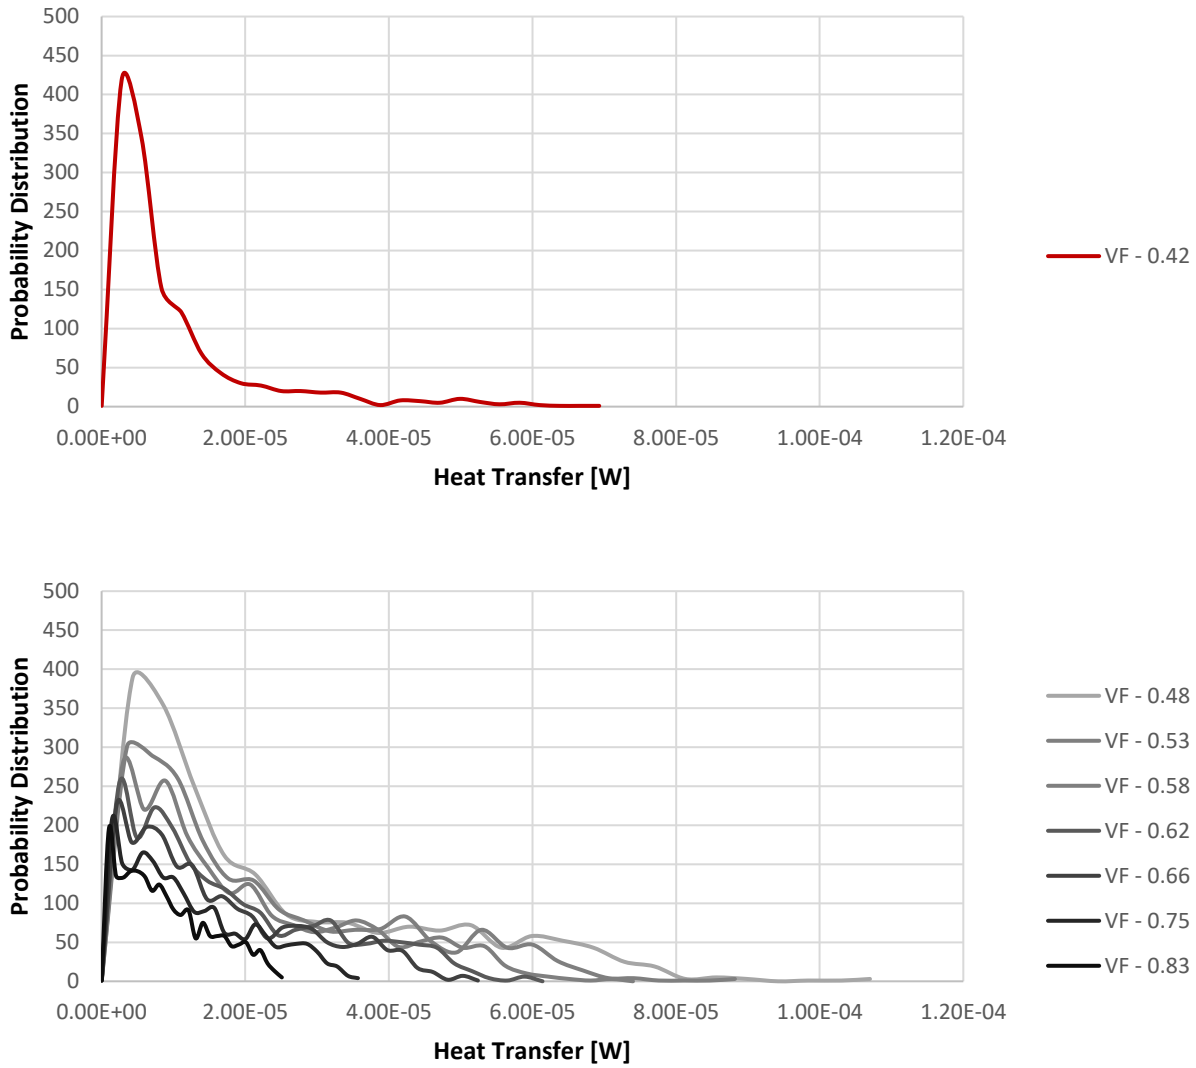 500
450
400
350
300
250
200
150
100
50
0
Probability Distribution
0.00E+00 2.00E-05 4.00E-05 6.00E-05 8.00E-05 1.00E-04 1.20E-04
Heat Transfer [W]
VF - 0.42
500
450
400
350
300
250
200
150
100
50
0
Probability Distribution
0.00E+00 2.00E-05 4.00E-05 6.00E-05 8.00E-05 1.00E-04 1.20E-04
Heat Transfer [W]
VF - 0.48
VF - 0.53
VF - 0.58
VF - 0.62
VF - 0.66
VF - 0.75
VF - 0.83